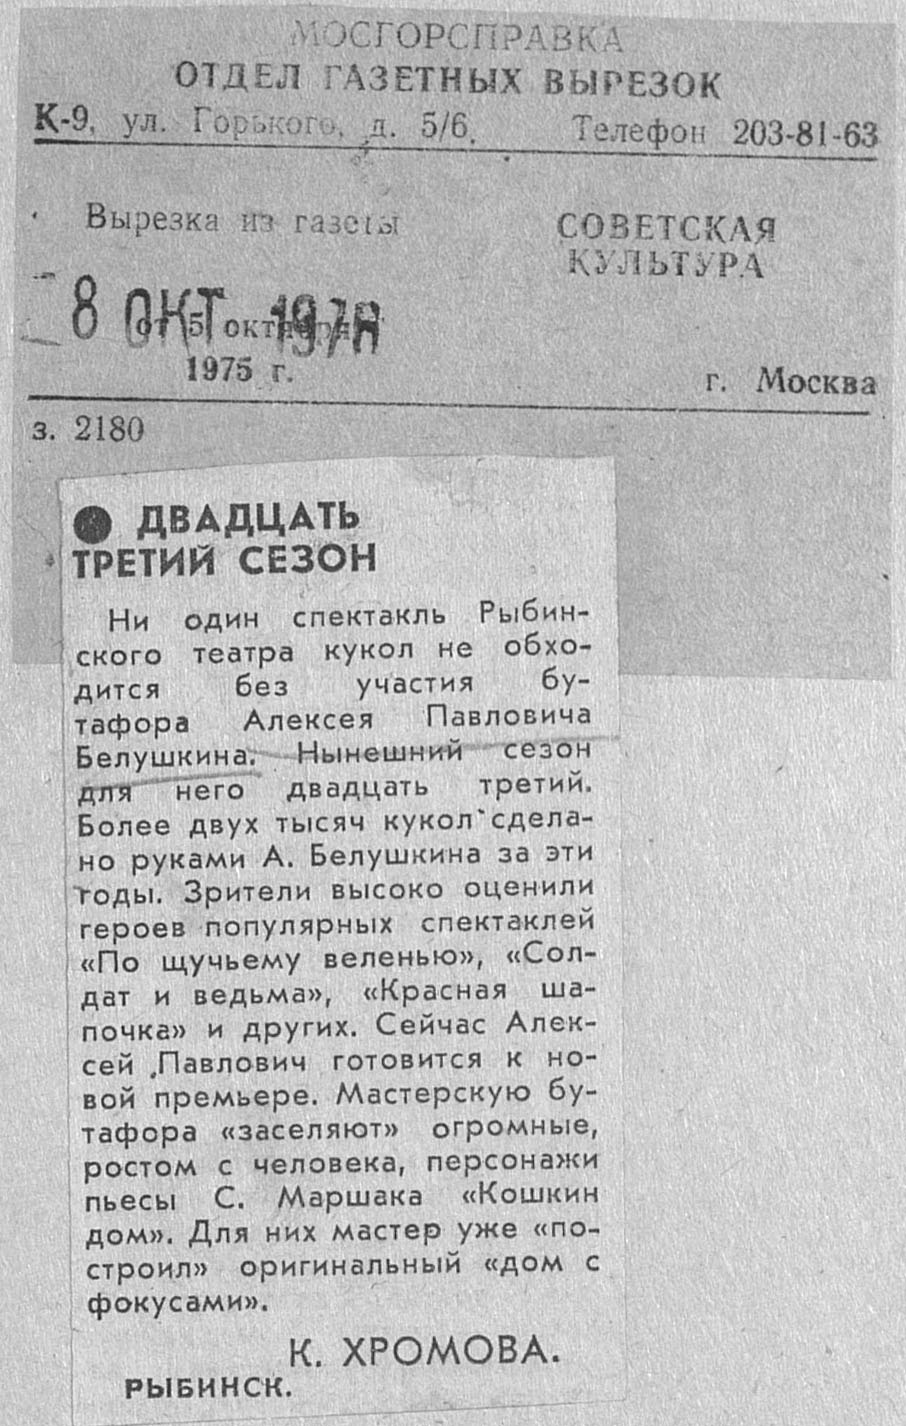 МОСГОРСПРАВКА
ОТДЕЛ ГАЗЕТНЫХ ВЫРЕЗОК
К-9, ул. Горького, д. 5/6. Телефон 203-81-63
Вырезка из газеты
СОВЕТСКАЯ
КУЛЬТУРА
8 ОКТ 197
от 5 октября
1975 г.
г. Москва
з. 2180
● ДВАДЦАТЬ
ТРЕТИЙ СЕЗОН
Ни один спектакль Рыбин-
ского театра кукол не обхо-
дится без участия бу-
тафора Алексея Павловича
Белушкина. Нынешний сезон
для него двадцать третий.
Более двух тысяч кукол сдела-
но руками А. Белушкина за эти
годы. Зрители высоко оценили
героев популярных спектаклей
«По щучьему веленью», «Сол-
дат и ведьма», «Красная ша-
почка» и других. Сейчас Алек-
сей Павлович готовится к но-
вой премьере. Мастерскую бу-
тафора «заселяют» огромные,
ростом с человека, персонажи
пьесы С. Маршака «Кошкин
дом». Для них мастер уже «по-
строил» оригинальный «дом с
фокусами».
К. ХРОМОВА.
РЫБИНСК.